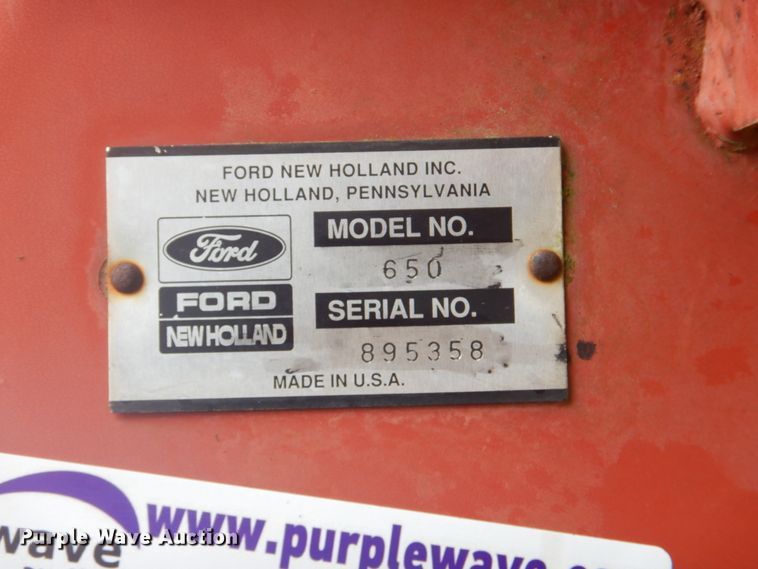 FORD NEW HOLLAND INC.
NEW HOLLAND, PENNSYLVANIA
Ford
FORD
NEW HOLLAND
MODEL NO.
650
SERIAL NO.
895358
MADE IN U.S.A.
wave
www.purplewave.
Purple Wave Auction